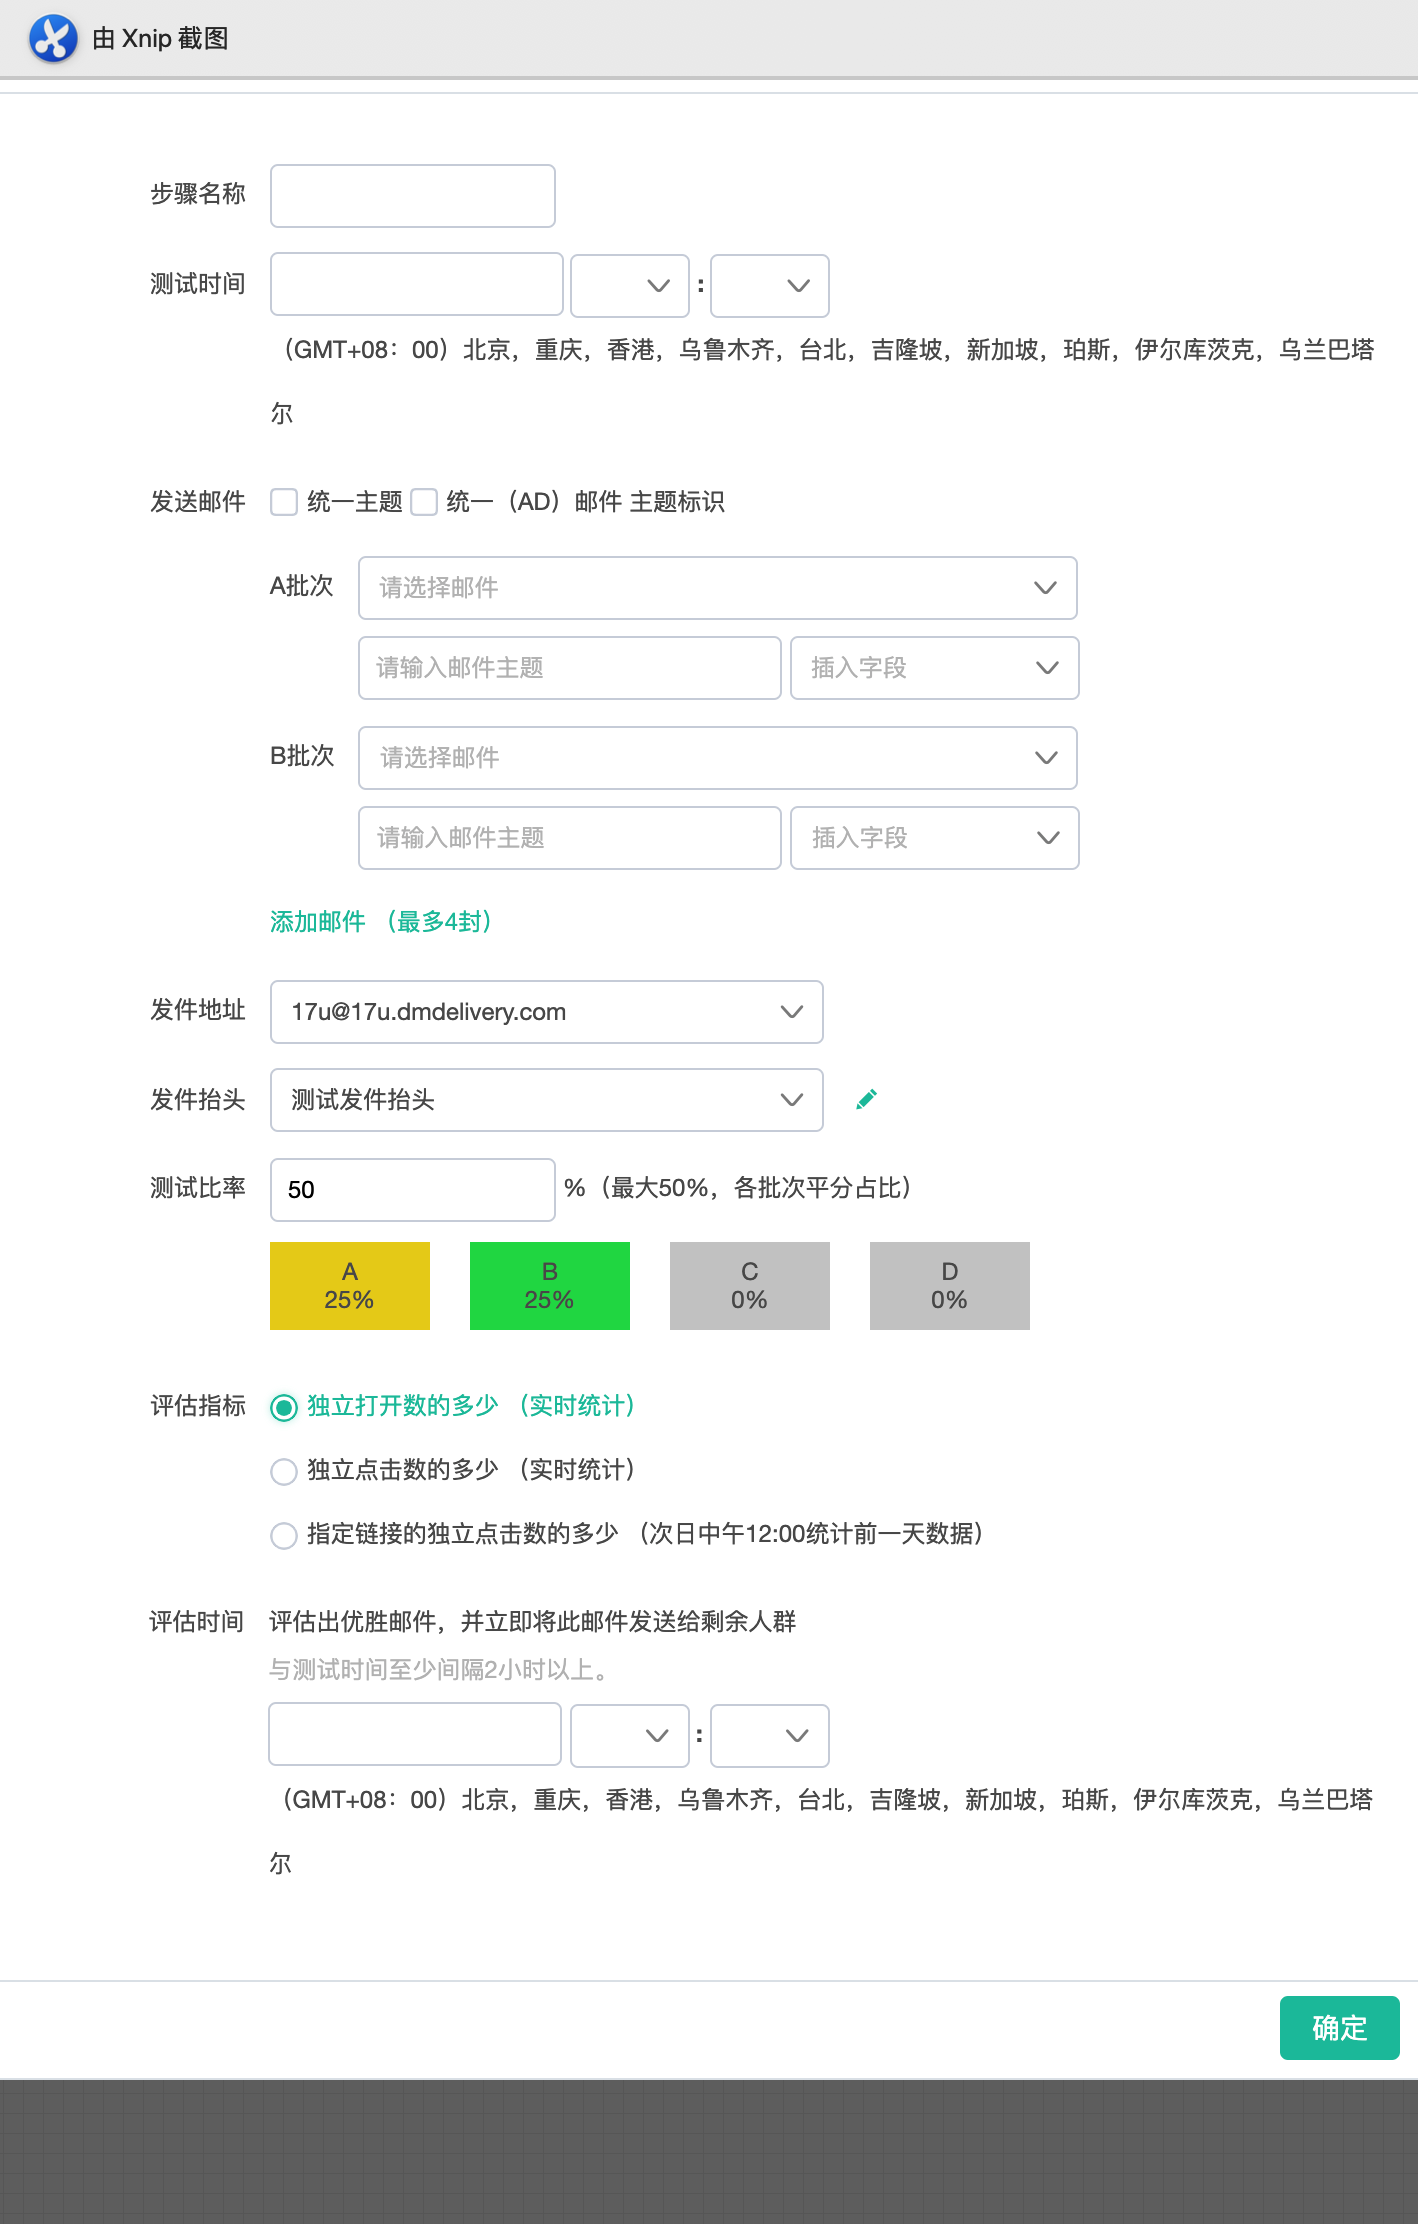 由 Xnip 截图
步骤名称
测试时间
:
（GMT+08：00）北京，重庆，香港，乌鲁木齐，台北，吉隆坡，新加坡，珀斯，伊尔库茨克，乌兰巴塔
尔
发送邮件 统一主题 统一（AD）邮件 主题标识
A批次 请选择邮件
请输入邮件主题 插入字段
B批次 请选择邮件
请输入邮件主题 插入字段
添加邮件 （最多4封）
发件地址 17u@17u.dmdelivery.com
发件抬头 测试发件抬头
测试比率 50 %（最大50%，各批次平分占比）
A B C D
25% 25% 0% 0%
评估指标 独立打开数的多少 （实时统计）
独立点击数的多少 （实时统计）
指定链接的独立点击数的多少 （次日中午12:00统计前一天数据）
评估时间 评估出优胜邮件，并立即将此邮件发送给剩余人群
与测试时间至少间隔2小时以上。
:
（GMT+08：00）北京，重庆，香港，乌鲁木齐，台北，吉隆坡，新加坡，珀斯，伊尔库茨克，乌兰巴塔
尔
确定